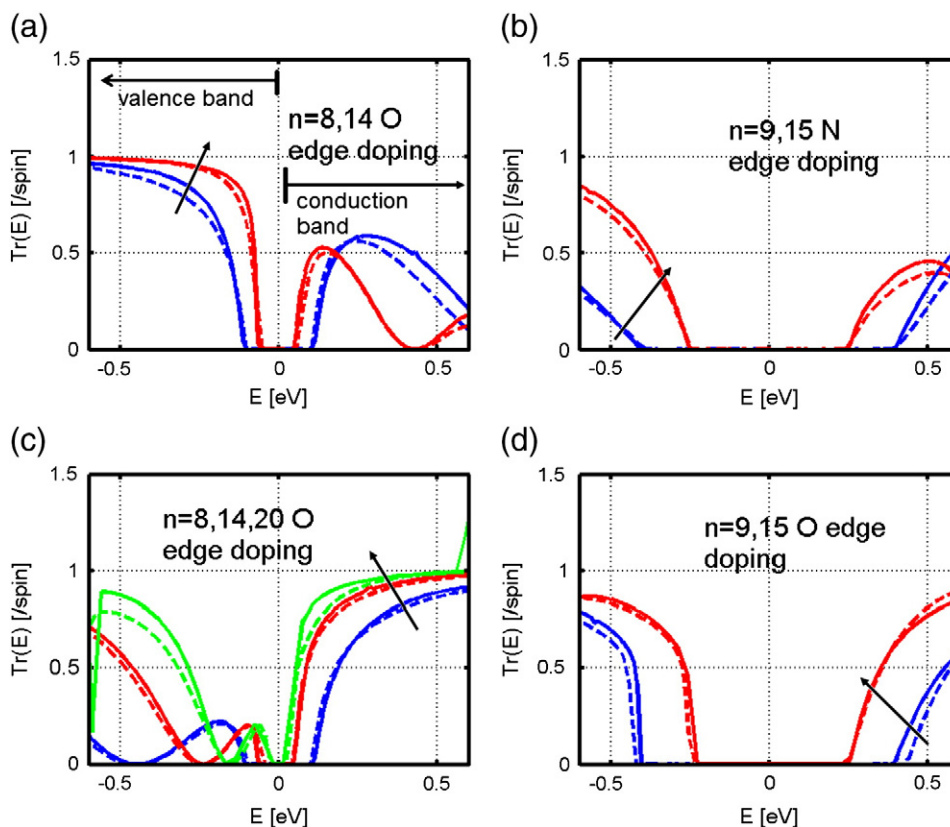 (a)
1.5
valence band
n=8,14 O
edge doping
1
conduction
band
0.5
0
-0.5
0
0.5
Tr(E) [/spin]
E [eV]
(b)
1.5
n=9,15 N
edge doping
1
0.5
0
-0.5
0
0.5
Tr(E) [/spin]
E [eV]
(c)
1.5
n=8,14,20 O
edge doping
1
0.5
0
-0.5
0
0.5
Tr(E) [/spin]
E [eV]
(d)
1.5
n=9,15 O edge
doping
1
0.5
0
-0.5
0
0.5
Tr(E) [/spin]
E [eV]